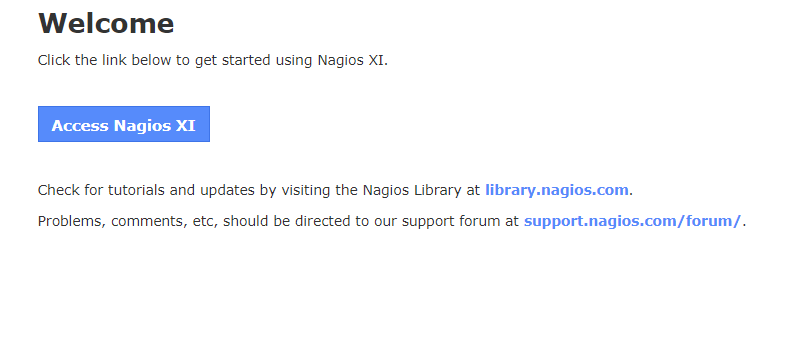 Welcome
Click the link below to get started using Nagios XI.
Access Nagios XI
Check for tutorials and updates by visiting the Nagios Library at library.nagios.com.
Problems, comments, etc, should be directed to our support forum at support.nagios.com/forum/.